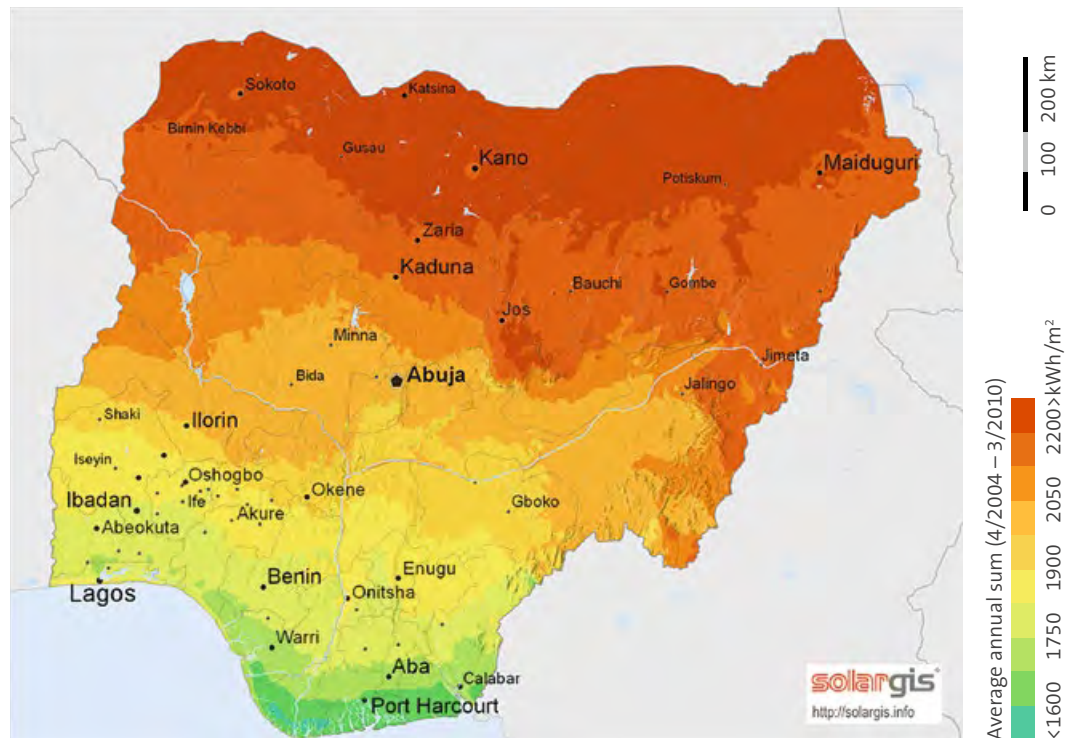 Sokoto
Katsina
Birnin Kebbi
Gusau
Kano
Potiskum
Maiduguri
Zaria
Kaduna
Bauchi
Gombe
Jos
Minna
Jimeta
Bida
Abuja
Jalingo
Shaki
Ilorin
Iseyin
Oshogbo
Okene
Ibadan
Ife
Gboko
Akure
Abeokuta
Enugu
Benin
Lagos
Onitsha
Warri
Aba
Calabar
Port Harcourt
solargis
http://solargis.info
0 100 200 km
Average annual sum (4/2004 – 3/2010)
<1600 1750 1900 2050 2200> kWh/m²